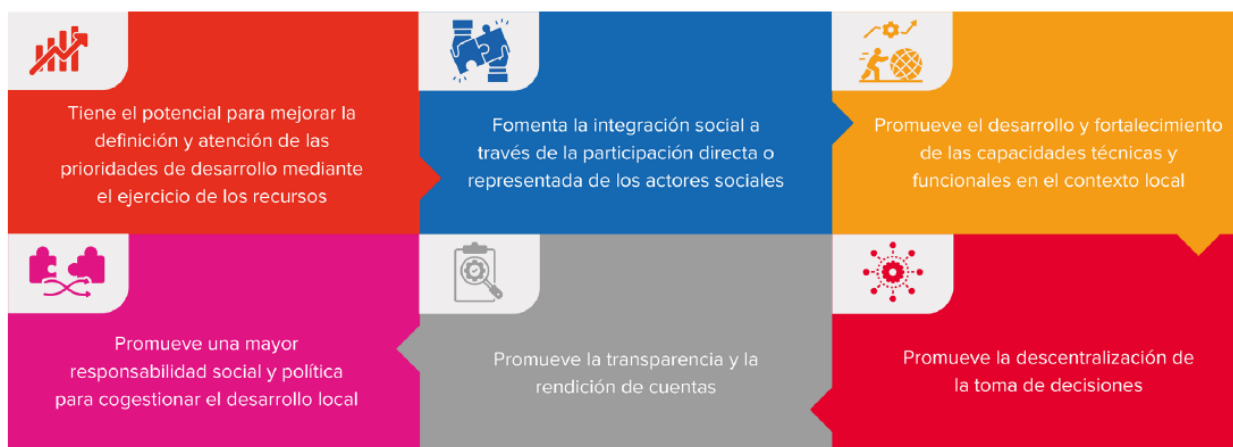 Tiene el potencial para mejorar la
definición y atención de las
prioridades de desarrollo mediante
el ejercicio de los recursos
Fomenta la integración social a
través de la participación directa o
representada de los actores sociales
Promueve el desarrollo y fortalecimiento
de las capacidades técnicas y
funcionales en el contexto local
Promueve la descentralización de
la toma de decisiones
Promueve la transparencia y la
rendición de cuentas
Promueve una mayor
responsabilidad social y política
para cogestionar el desarrollo local